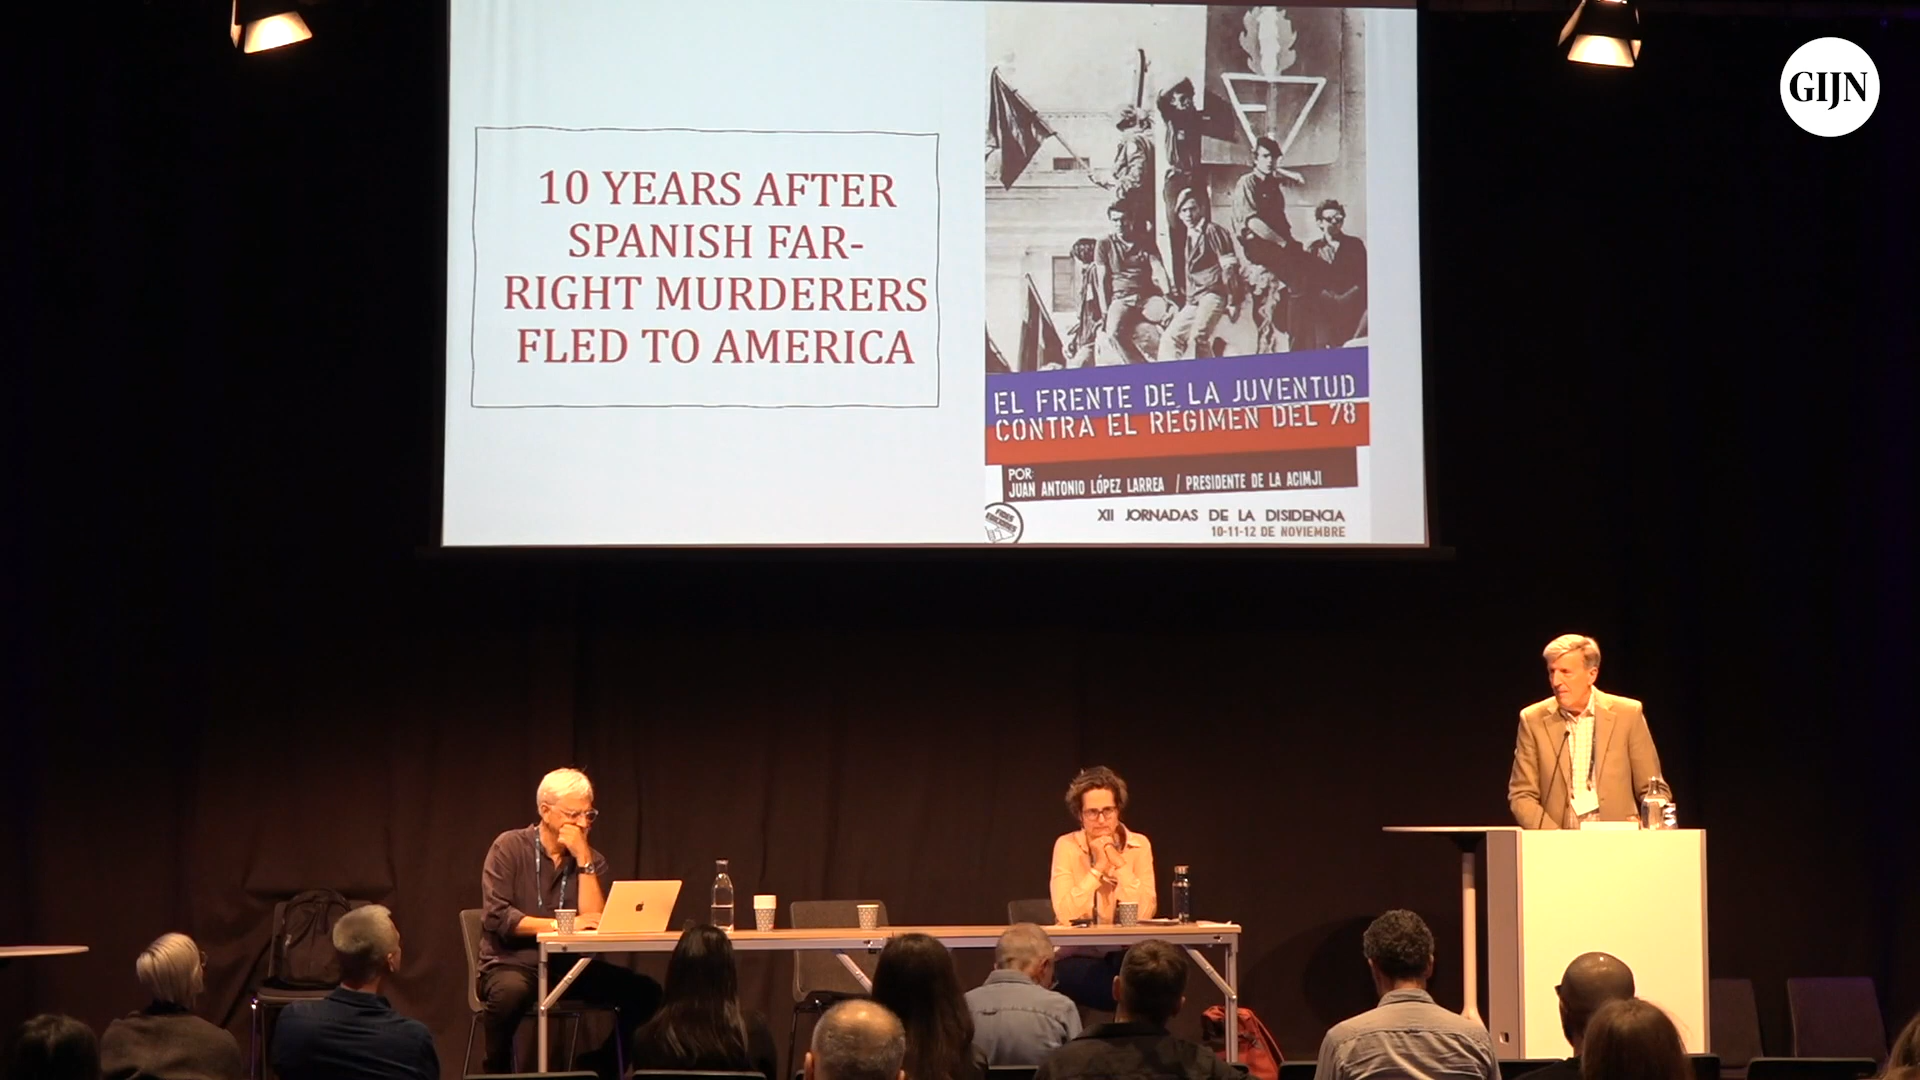 GIJN
10 YEARS AFTER
SPANISH FAR-
RIGHT MURDERERS
FLED TO AMERICA
EL FRENTE DE LA JUVENTUD
CONTRA EL RÉGIMEN DEL 78
POR:
JUAN ANTONIO LÓPEZ LARREA / PRESIDENTE DE LA ACIMJI
FIDES
EDICIONES
XII JORNADAS DE LA DISIDENCIA
10-11-12 DE NOVIEMBRE